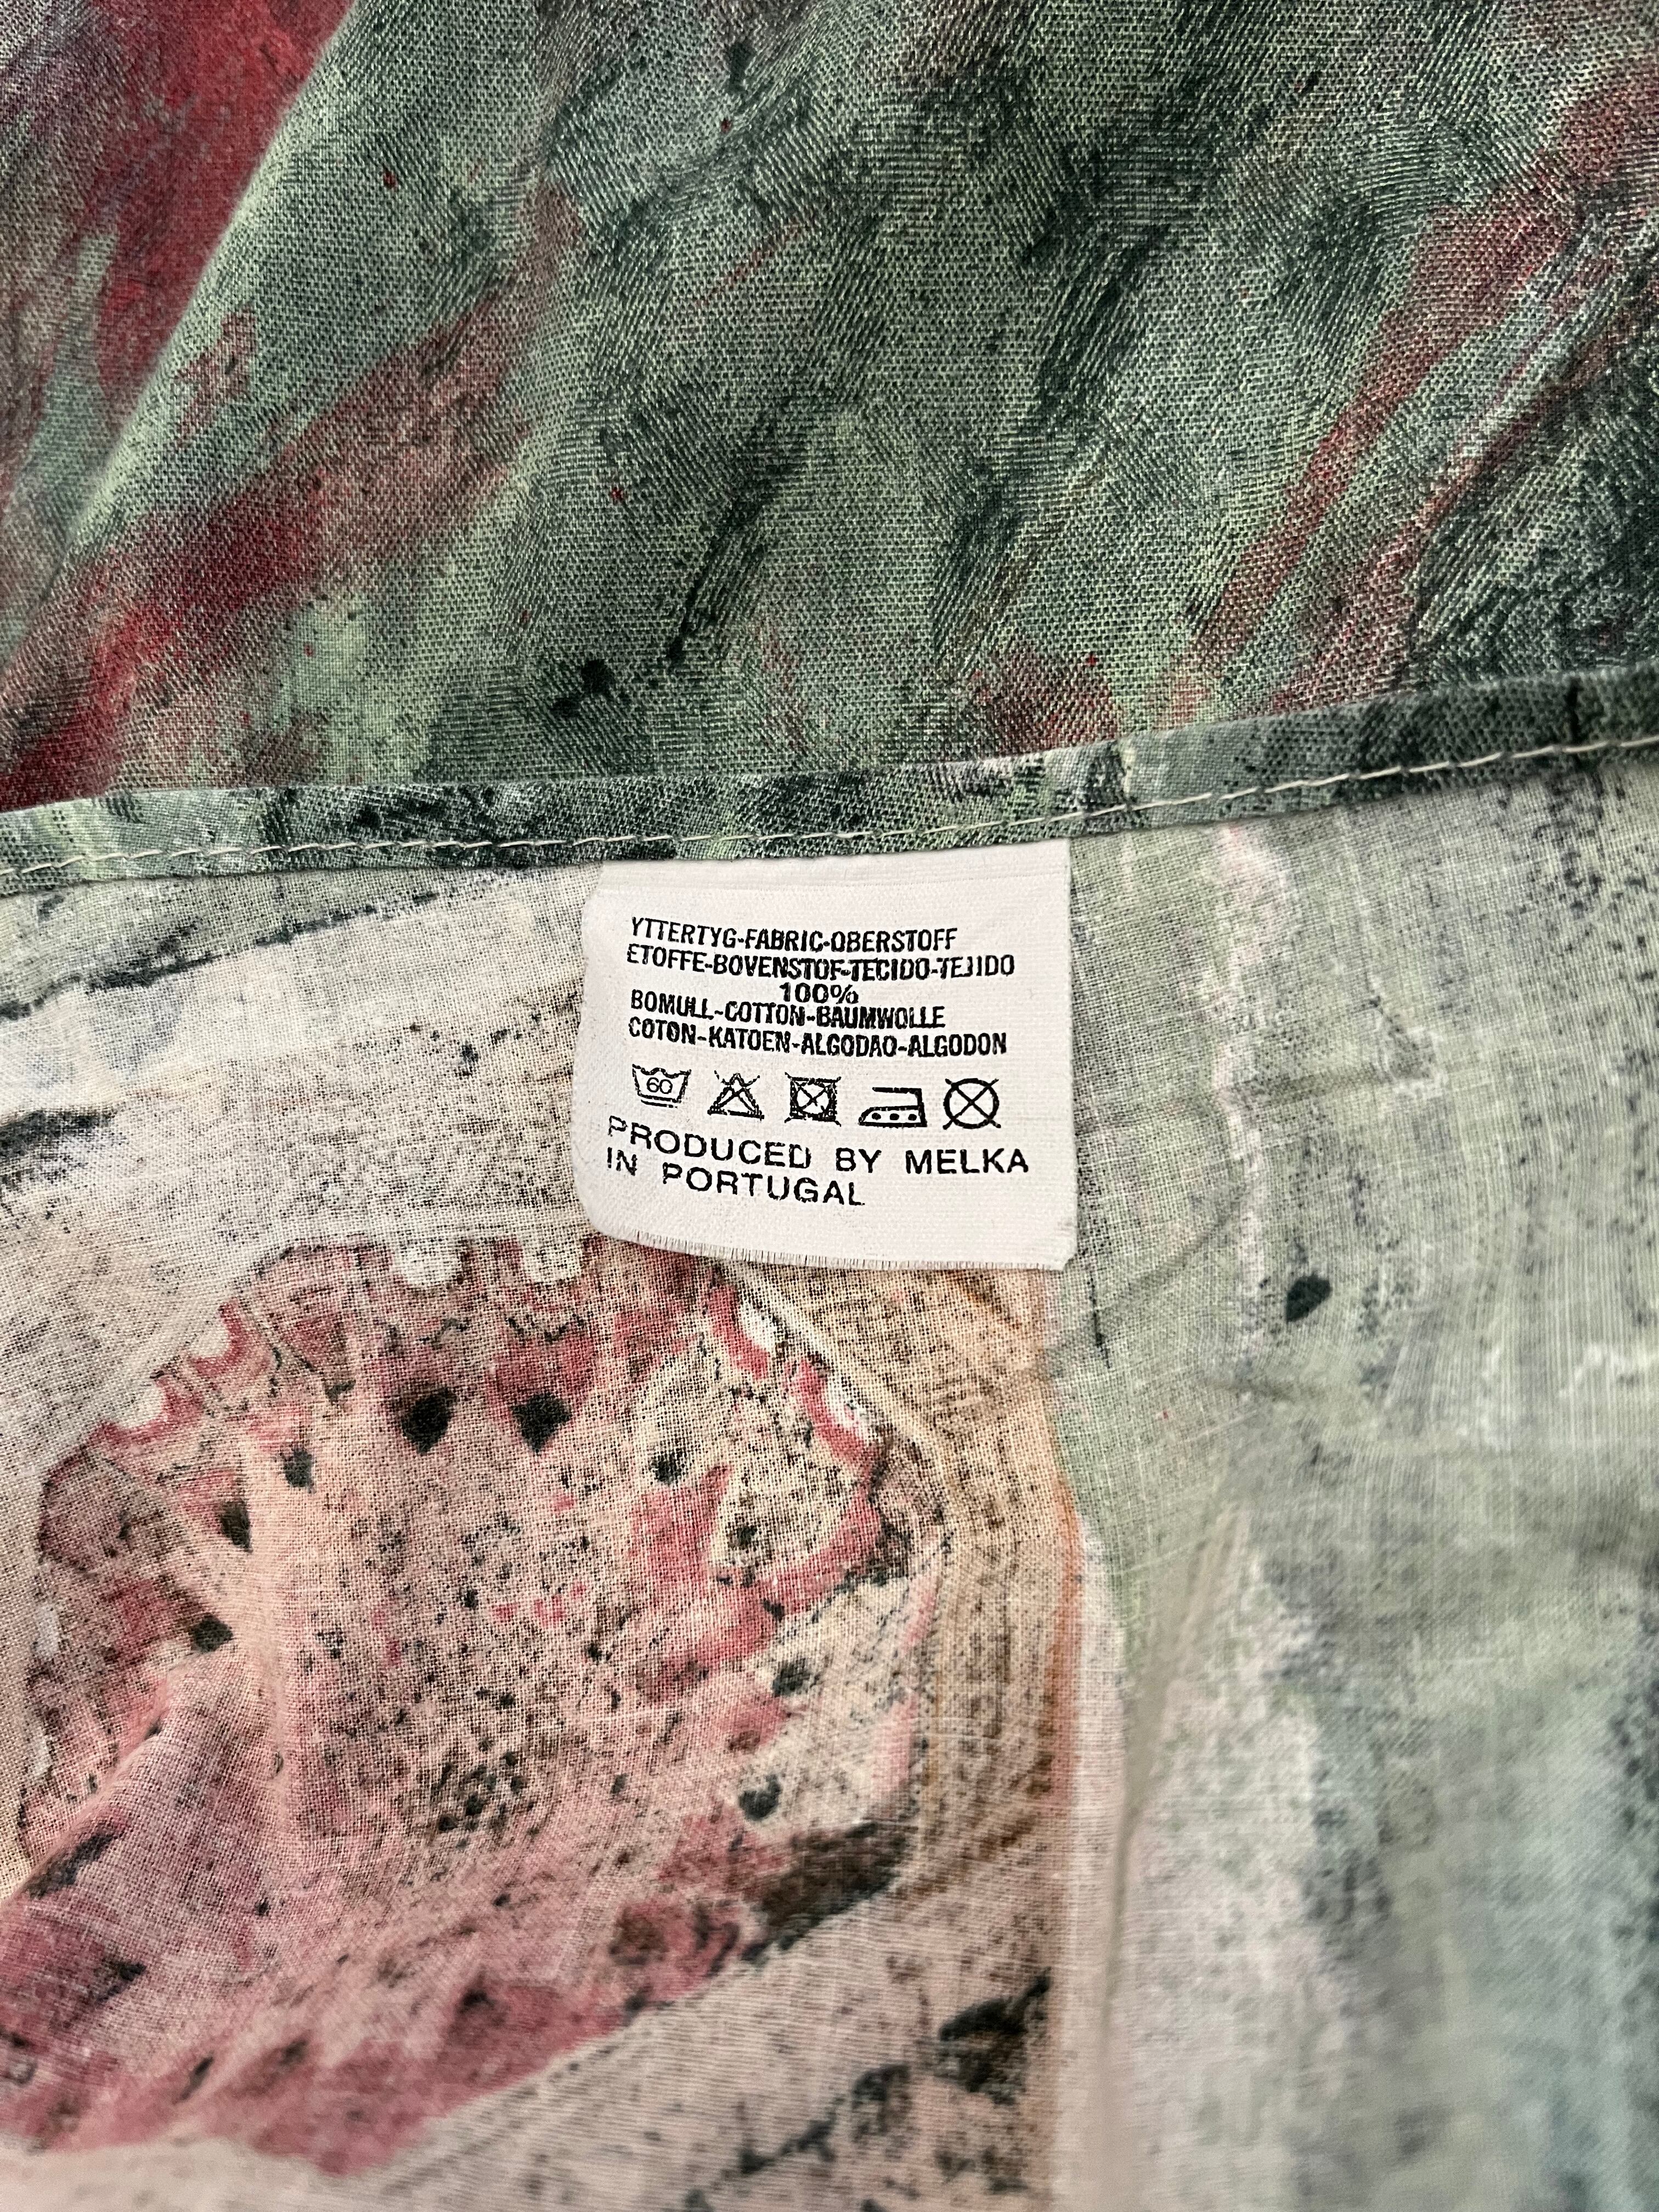 YTTERTYG-FABRIC-OBERSTOFF
ETOFFE-BOVENSTOF-TECIDO-TEJIDO
100%
BOMULL-COTTON-BAUMWOLLE
COTON-KATOEN-ALGODAO-ALGODON
60
PRODUCED BY MELKA
IN PORTUGAL